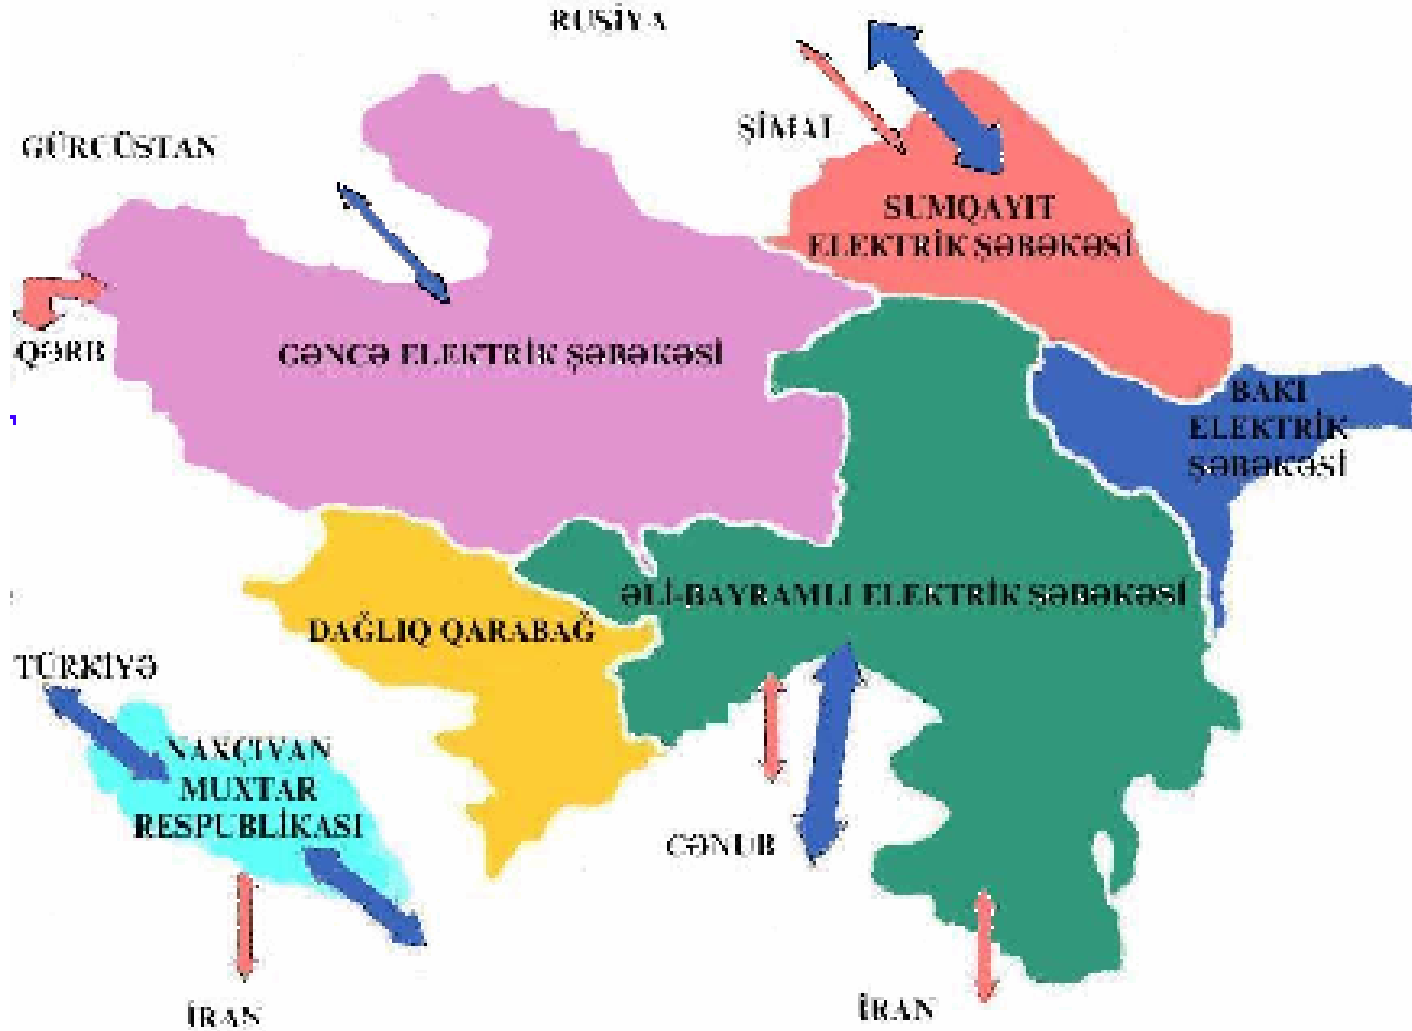 RUSİYA
ŞİMAL
GÜRCÜSTAN
SUMQAYIT
ELEKTRİK ŞƏBƏKƏSİ
QƏRB
GƏNCƏ ELEKTRİK ŞƏBƏKƏSİ
BAKI
ELEKTRİK
ŞƏBƏKƏSİ
ƏLİ-BAYRAMLI ELEKTRİK ŞƏBƏKƏSİ
DAĞLIQ QARABAĞ
TÜRKİYƏ
NAXÇIVAN
MUXTAR
RESPUBLİKASI
CƏNUB
İRAN
İRAN